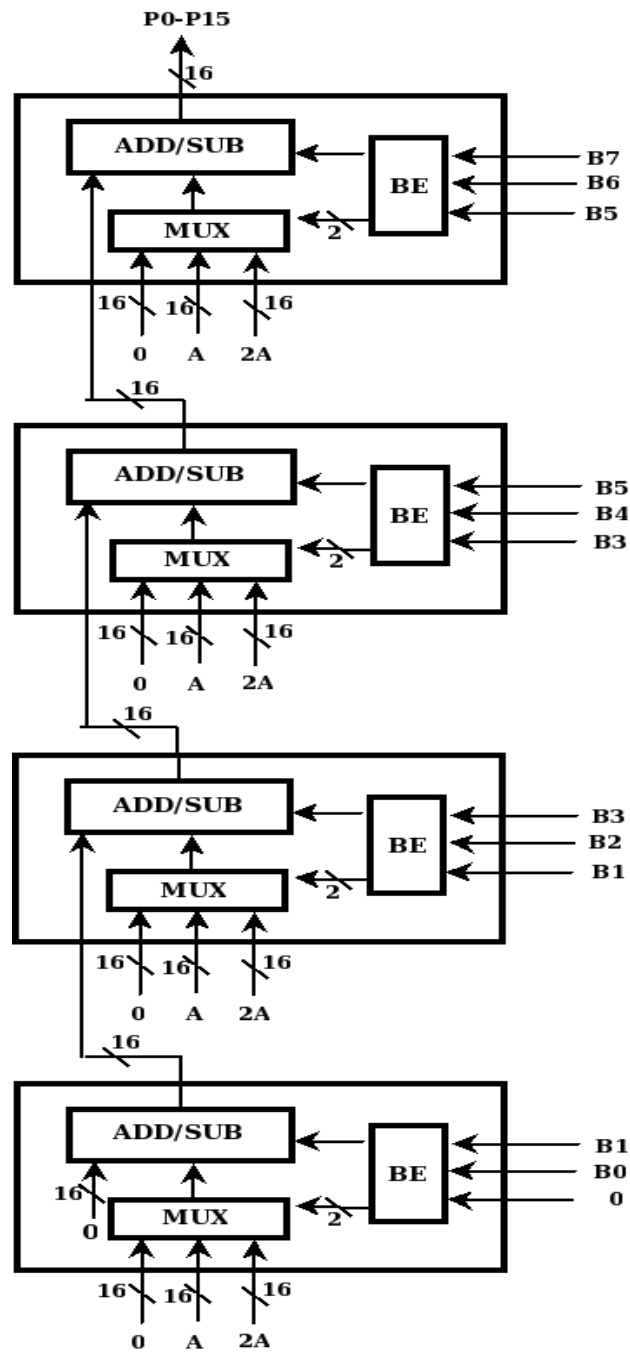 P0-P15
16
ADD/SUB
BE
B7
B6
B5
MUX
2
16 16 16
0 A 2A
16
ADD/SUB
BE
B5
B4
B3
MUX
2
16 16 16
0 A 2A
16
ADD/SUB
BE
B3
B2
B1
MUX
2
16 16 16
0 A 2A
16
ADD/SUB
BE
B1
B0
0
16
0
MUX
2
16 16 16
0 A 2A